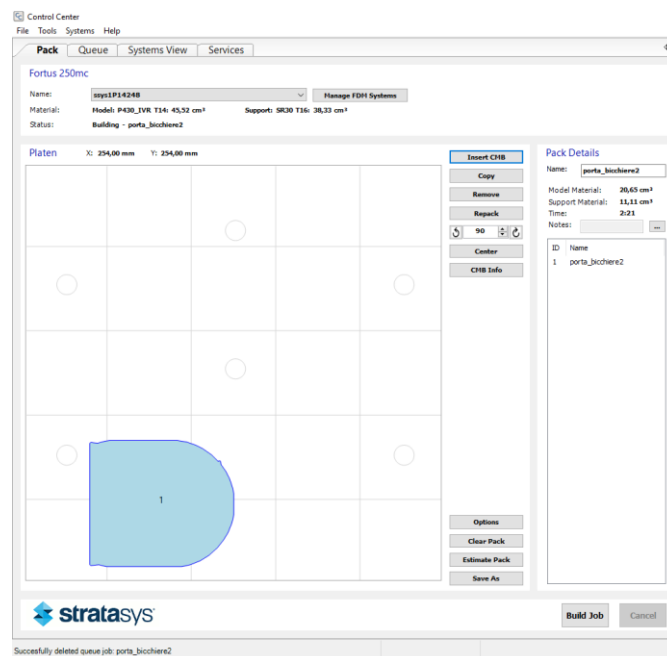 Control Center
File Tools Systems Help
Pack Queue Systems View Services
Fortus 250mc
Name: ssys1P14248 Manage FDM Systems
Material: Model: P430_IVR T14: 45,52 cm³ Support: SR30 T16: 38,33 cm³
Status: Building - porta_bicchiere2
Platen X: 254,00 mm Y: 254,00 mm
Insert CMB
Copy
Remove
Repack
90
Center
CMB Info
1
Options
Clear Pack
Estimate Pack
Save As
Pack Details
Name: porta_bicchiere2
Model Material: 20,65 cm³
Support Material: 11,11 cm³
Time: 2:21
Notes: ...
ID Name
1 porta_bicchiere2
stratasys
Build Job Cancel
Succesfully deleted queue job: porta_bicchiere2